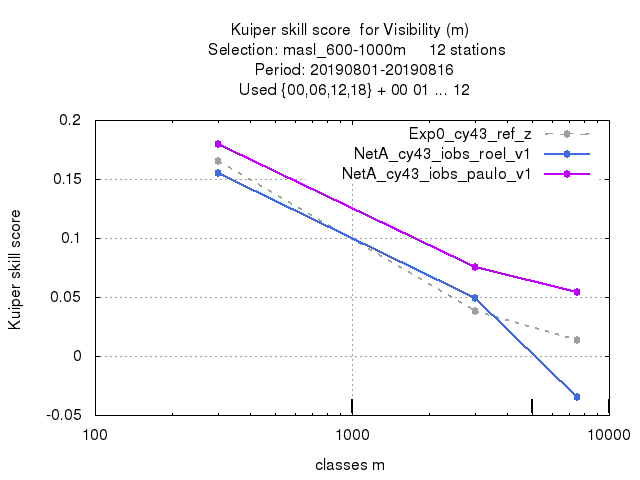 Kuiper skill score  for Visibility (m)
Selection: masl_600-1000m     12 stations
Period: 20190801-20190816
Used {00,06,12,18} + 00 01 ... 12
0.2
0.15
0.1
0.05
0
-0.05
Kuiper skill score
Exp0_cy43_ref_z
NetA_cy43_iobs_roel_v1
NetA_cy43_iobs_paulo_v1
100
1000
10000
classes m